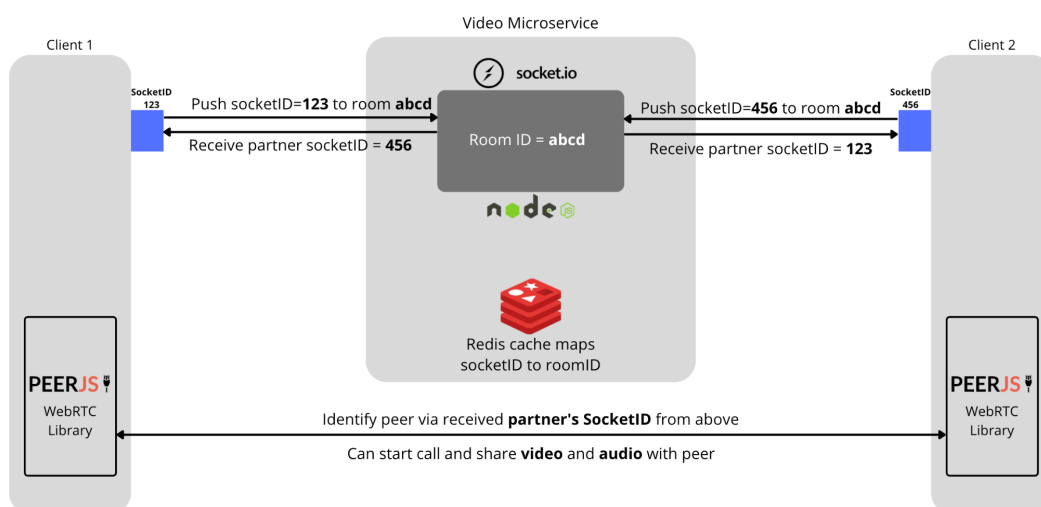 Video Microservice
Client 1
Client 2
socket.io
SocketID
123
Push socketID=123 to room abcd
Receive partner socketID = 456
Room ID = abcd
Push socketID=456 to room abcd
Receive partner socketID = 123
SocketID
456
node
JS
Redis cache maps
socketID to roomID
PEERJS
WebRTC
Library
Identify peer via received partner's SocketID from above
Can start call and share video and audio with peer
PEERJS
WebRTC
Library